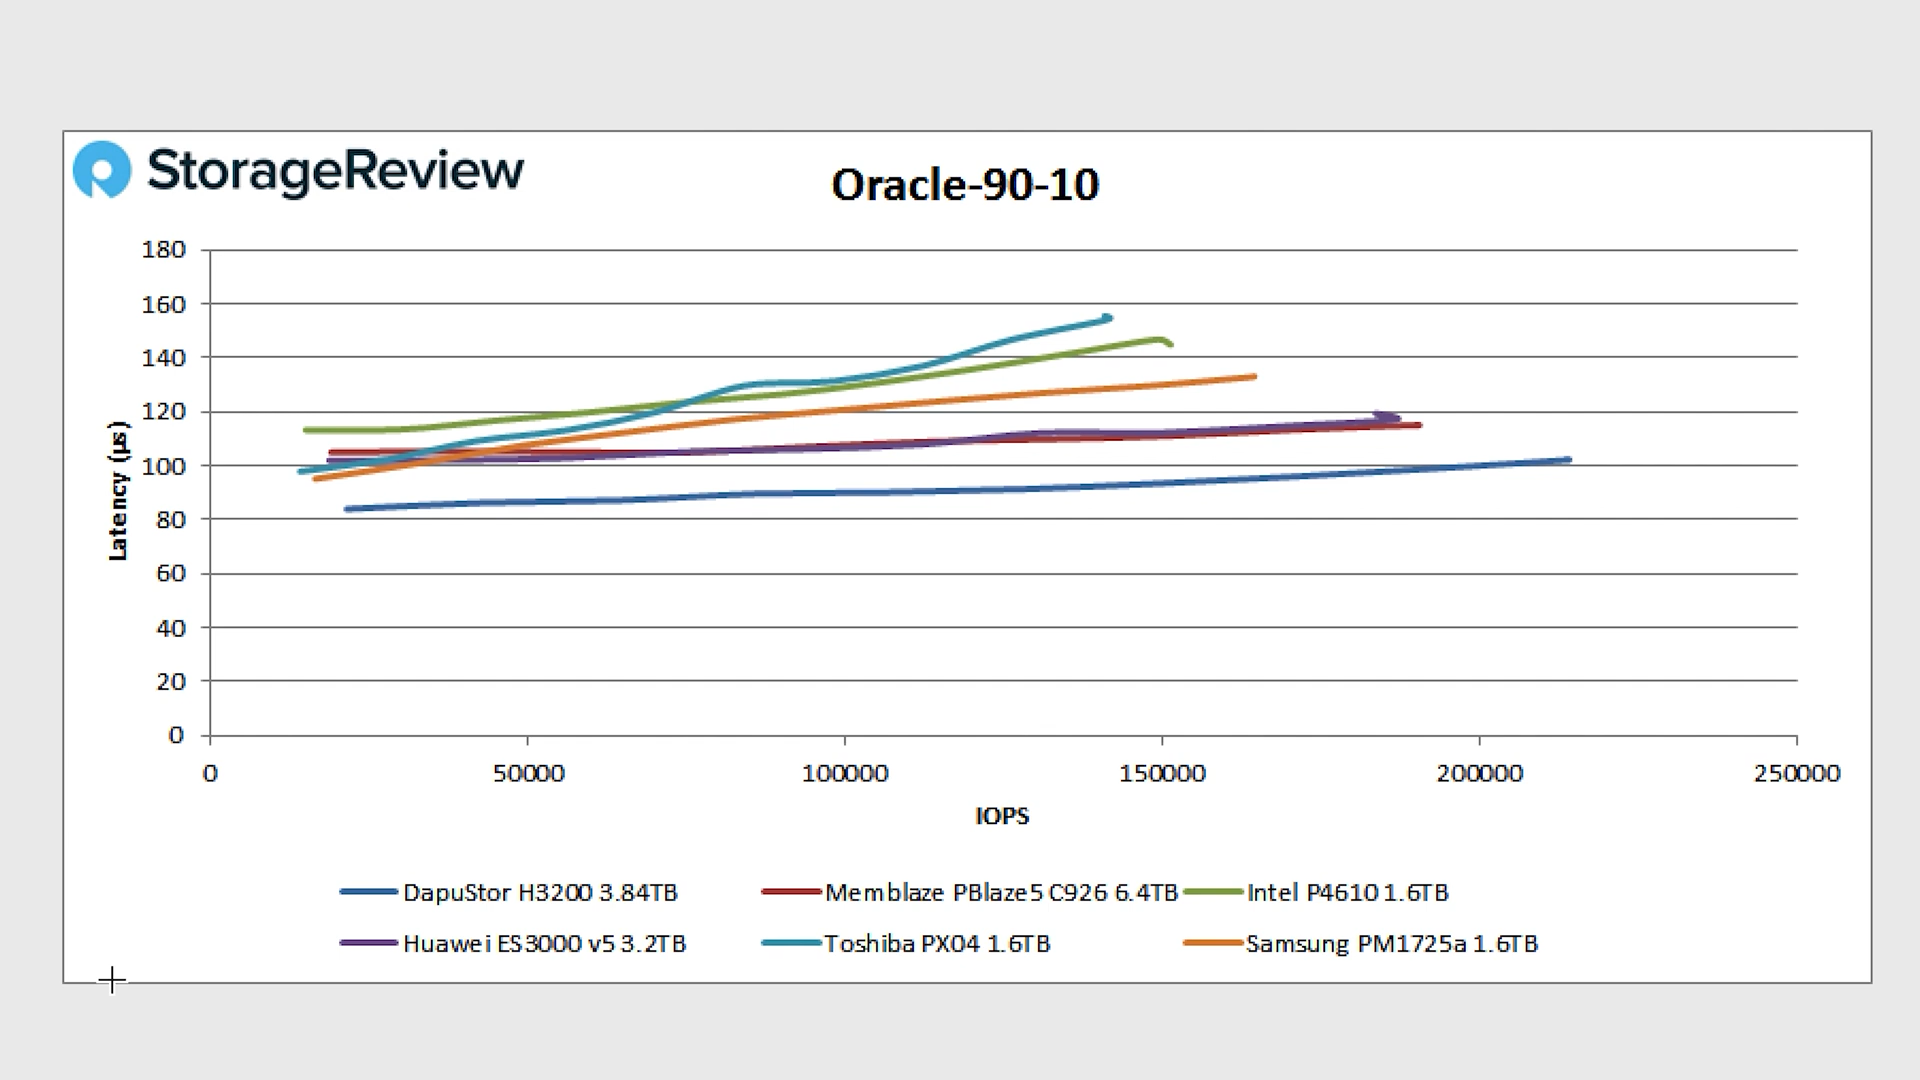 StorageReview
Oracle-90-10
180
160
140
120
100
80
60
40
20
0
Latency (µs)
0 50000 100000 150000 200000 250000
IOPS
DapuStor H3200 3.84TB Memblaze PBlaze5 C926 6.4TB Intel P4610 1.6TB
Huawei ES3000 v5 3.2TB Toshiba PX04 1.6TB Samsung PM1725a 1.6TB